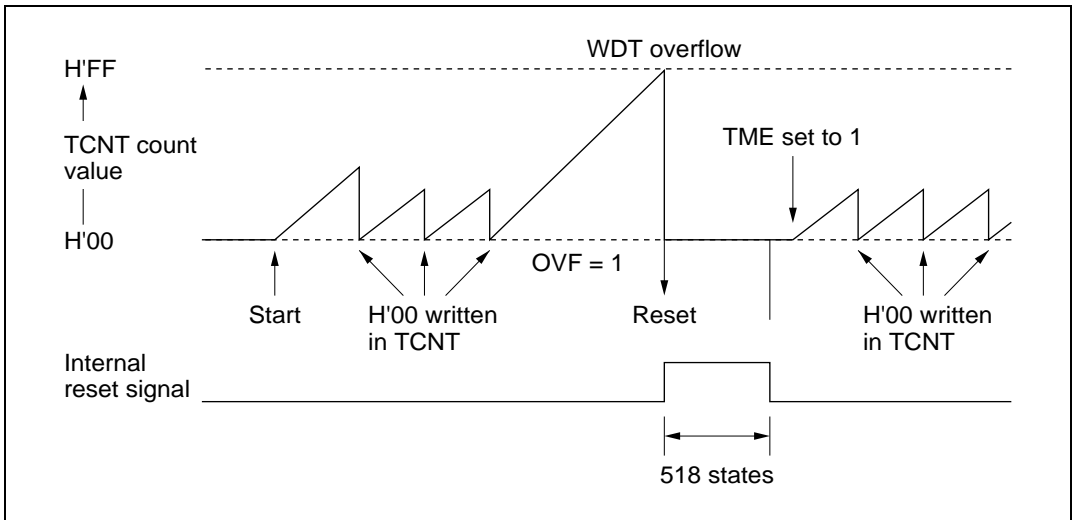 WDT overflow
H'FF
TCNT count
value
TME set to 1
H'00
OVF = 1
Start
H'00 written
in TCNT
Reset
H'00 written
in TCNT
Internal
reset signal
518 states